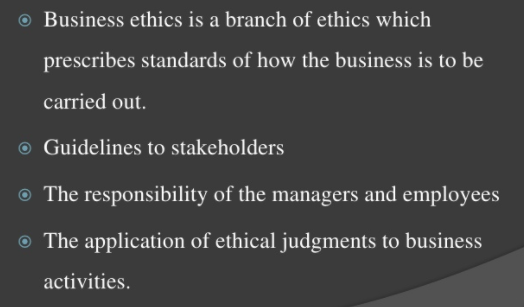 Business ethics is a branch of ethics which
prescribes standards of how the business is to be
carried out.
Guidelines to stakeholders
The responsibility of the managers and employees
The application of ethical judgments to business
activities.